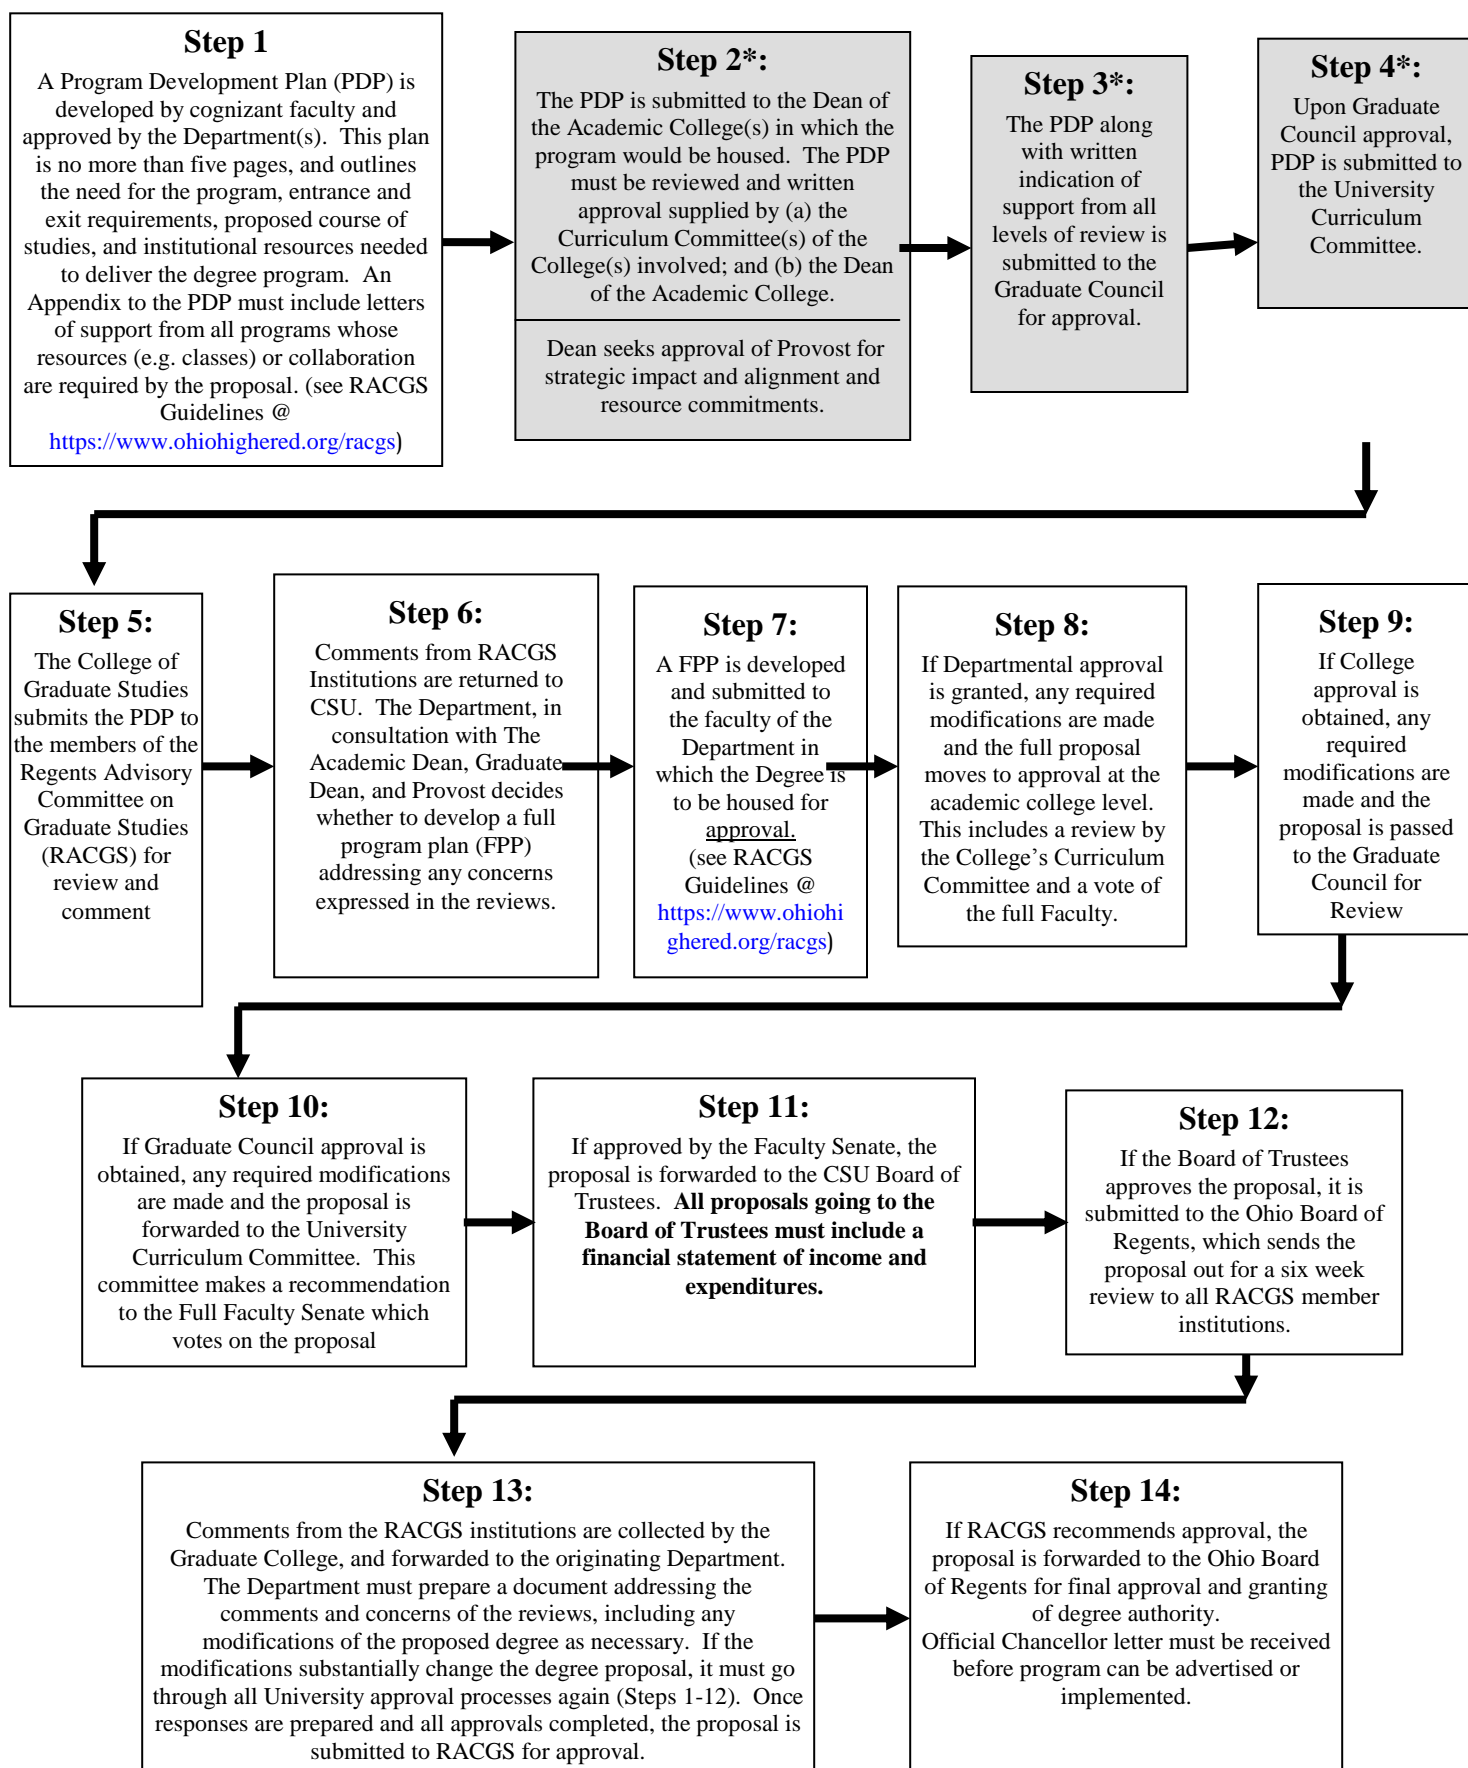 Step 1
A Program Development Plan (PDP) is
developed by cognizant faculty and
approved by the Department(s).  This plan
is no more than five pages, and outlines
the need for the program, entrance and
exit requirements, proposed course of
studies, and institutional resources needed
to deliver the degree program.  An
Appendix to the PDP must include letters
of support from all programs whose
resources (e.g. classes) or collaboration
are required by the proposal. (see RACGS
Guidelines @
https://www.ohiohighered.org/racgs)
Step 2*:
The PDP is submitted to the Dean of
the Academic College(s) in which the
program would be housed.  The PDP
must be reviewed and written
approval supplied by (a) the
Curriculum Committee(s) of the
College(s) involved; and (b) the Dean
of the Academic College.
Dean seeks approval of Provost for
strategic impact and alignment and
resource commitments.
Step 3*:
The PDP along
with written
indication of
support from all
levels of review is
submitted to the
Graduate Council
for approval.
Step 4*:
Upon Graduate
Council approval,
PDP is submitted to
the University
Curriculum
Committee.
Step 5:
The College of
Graduate Studies
submits the PDP to
the members of the
Regents Advisory
Committee on
Graduate Studies
(RACGS) for
review and
comment
Step 6:
Comments from RACGS
Institutions are returned to
CSU.  The Department, in
consultation with The
Academic Dean, Graduate
Dean, and Provost decides
whether to develop a full
program plan (FPP)
addressing any concerns
expressed in the reviews.
Step 7:
A FPP is developed
and submitted to
the faculty of the
Department in
which the Degree is
to be housed for
approval.
(see RACGS
Guidelines @
https://www.ohiohi
ghered.org/racgs)
Step 8:
If Departmental approval
is granted, any required
modifications are made
and the full proposal
moves to approval at the
academic college level.
This includes a review by
the College's Curriculum
Committee and a vote of
the full Faculty.
Step 9:
If College
approval is
obtained, any
required
modifications are
made and the
proposal is passed
to the Graduate
Council for
Review
Step 10:
If Graduate Council approval is
obtained, any required modifications
are made and the proposal is
forwarded to the University
Curriculum Committee.  This
committee makes a recommendation
to the Full Faculty Senate which
votes on the proposal
Step 11:
If approved by the Faculty Senate, the
proposal is forwarded to the CSU Board of
Trustees.  All proposals going to the
Board of Trustees must include a
financial statement of income and
expenditures.
Step 12:
If the Board of Trustees
approves the proposal, it is
submitted to the Ohio Board of
Regents, which sends the
proposal out for a six week
review to all RACGS member
institutions.
Step 13:
Comments from the RACGS institutions are collected by the
Graduate College, and forwarded to the originating Department.
The Department must prepare a document addressing the
comments and concerns of the reviews, including any
modifications of the proposed degree as necessary.  If the
modifications substantially change the degree proposal, it must go
through all University approval processes again (Steps 1-12).  Once
responses are prepared and all approvals completed, the proposal is
submitted to RACGS for approval.
Step 14:
If RACGS recommends approval, the
proposal is forwarded to the Ohio Board
of Regents for final approval and granting
of degree authority.
Official Chancellor letter must be received
before program can be advertised or
implemented.